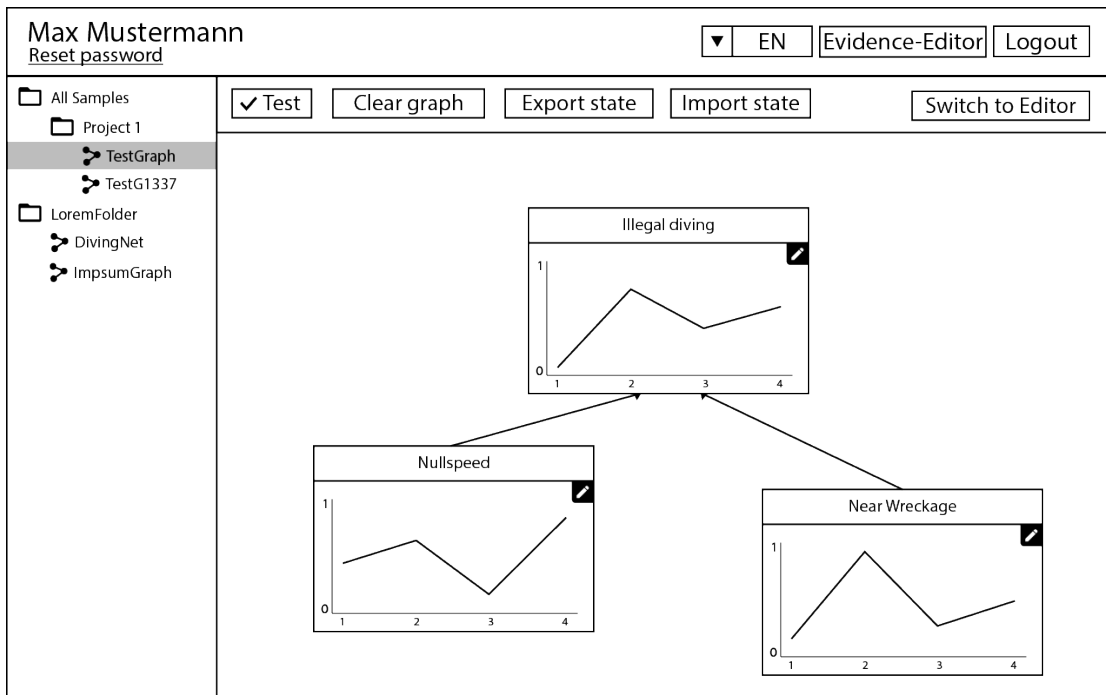 Max Mustermann
Reset password
▼ EN Evidence-Editor Logout
All Samples
Project 1
TestGraph
TestG1337
LoremFolder
DivingNet
ImpsumGraph
✓ Test Clear graph Export state Import state Switch to Editor
Illegal diving
1
0
1 2 3 4
Nullspeed
1
0
1 2 3 4
Near Wreckage
1
0
1 2 3 4